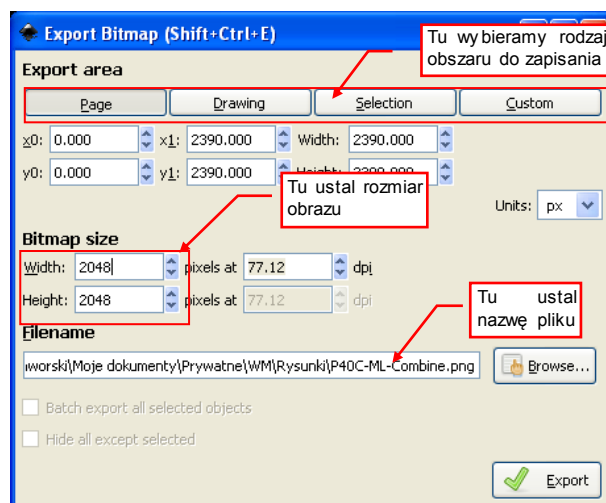 Export Bitmap (Shift+Ctrl+E)
Tu wybieramy rodzaj
obszaru do zapisania
Export area
Page Drawing Selection Custom
x0: 0.000 x1: 2390.000 Width: 2390.000
y0: 0.000 y1: 2390.000
Tu ustal rozmiar
obrazu
Units: px
Bitmap size
Width: 2048 pixels at 77.12 dpi
Height: 2048 pixels at 77.12 dpi
Tu ustal
nazwę pliku
Filename
worski\Moje dokumenty\Prywatne\WM\Rysunki\P40C-ML-Combine.png Browse...
Batch export all selected objects
Hide all except selected
Export